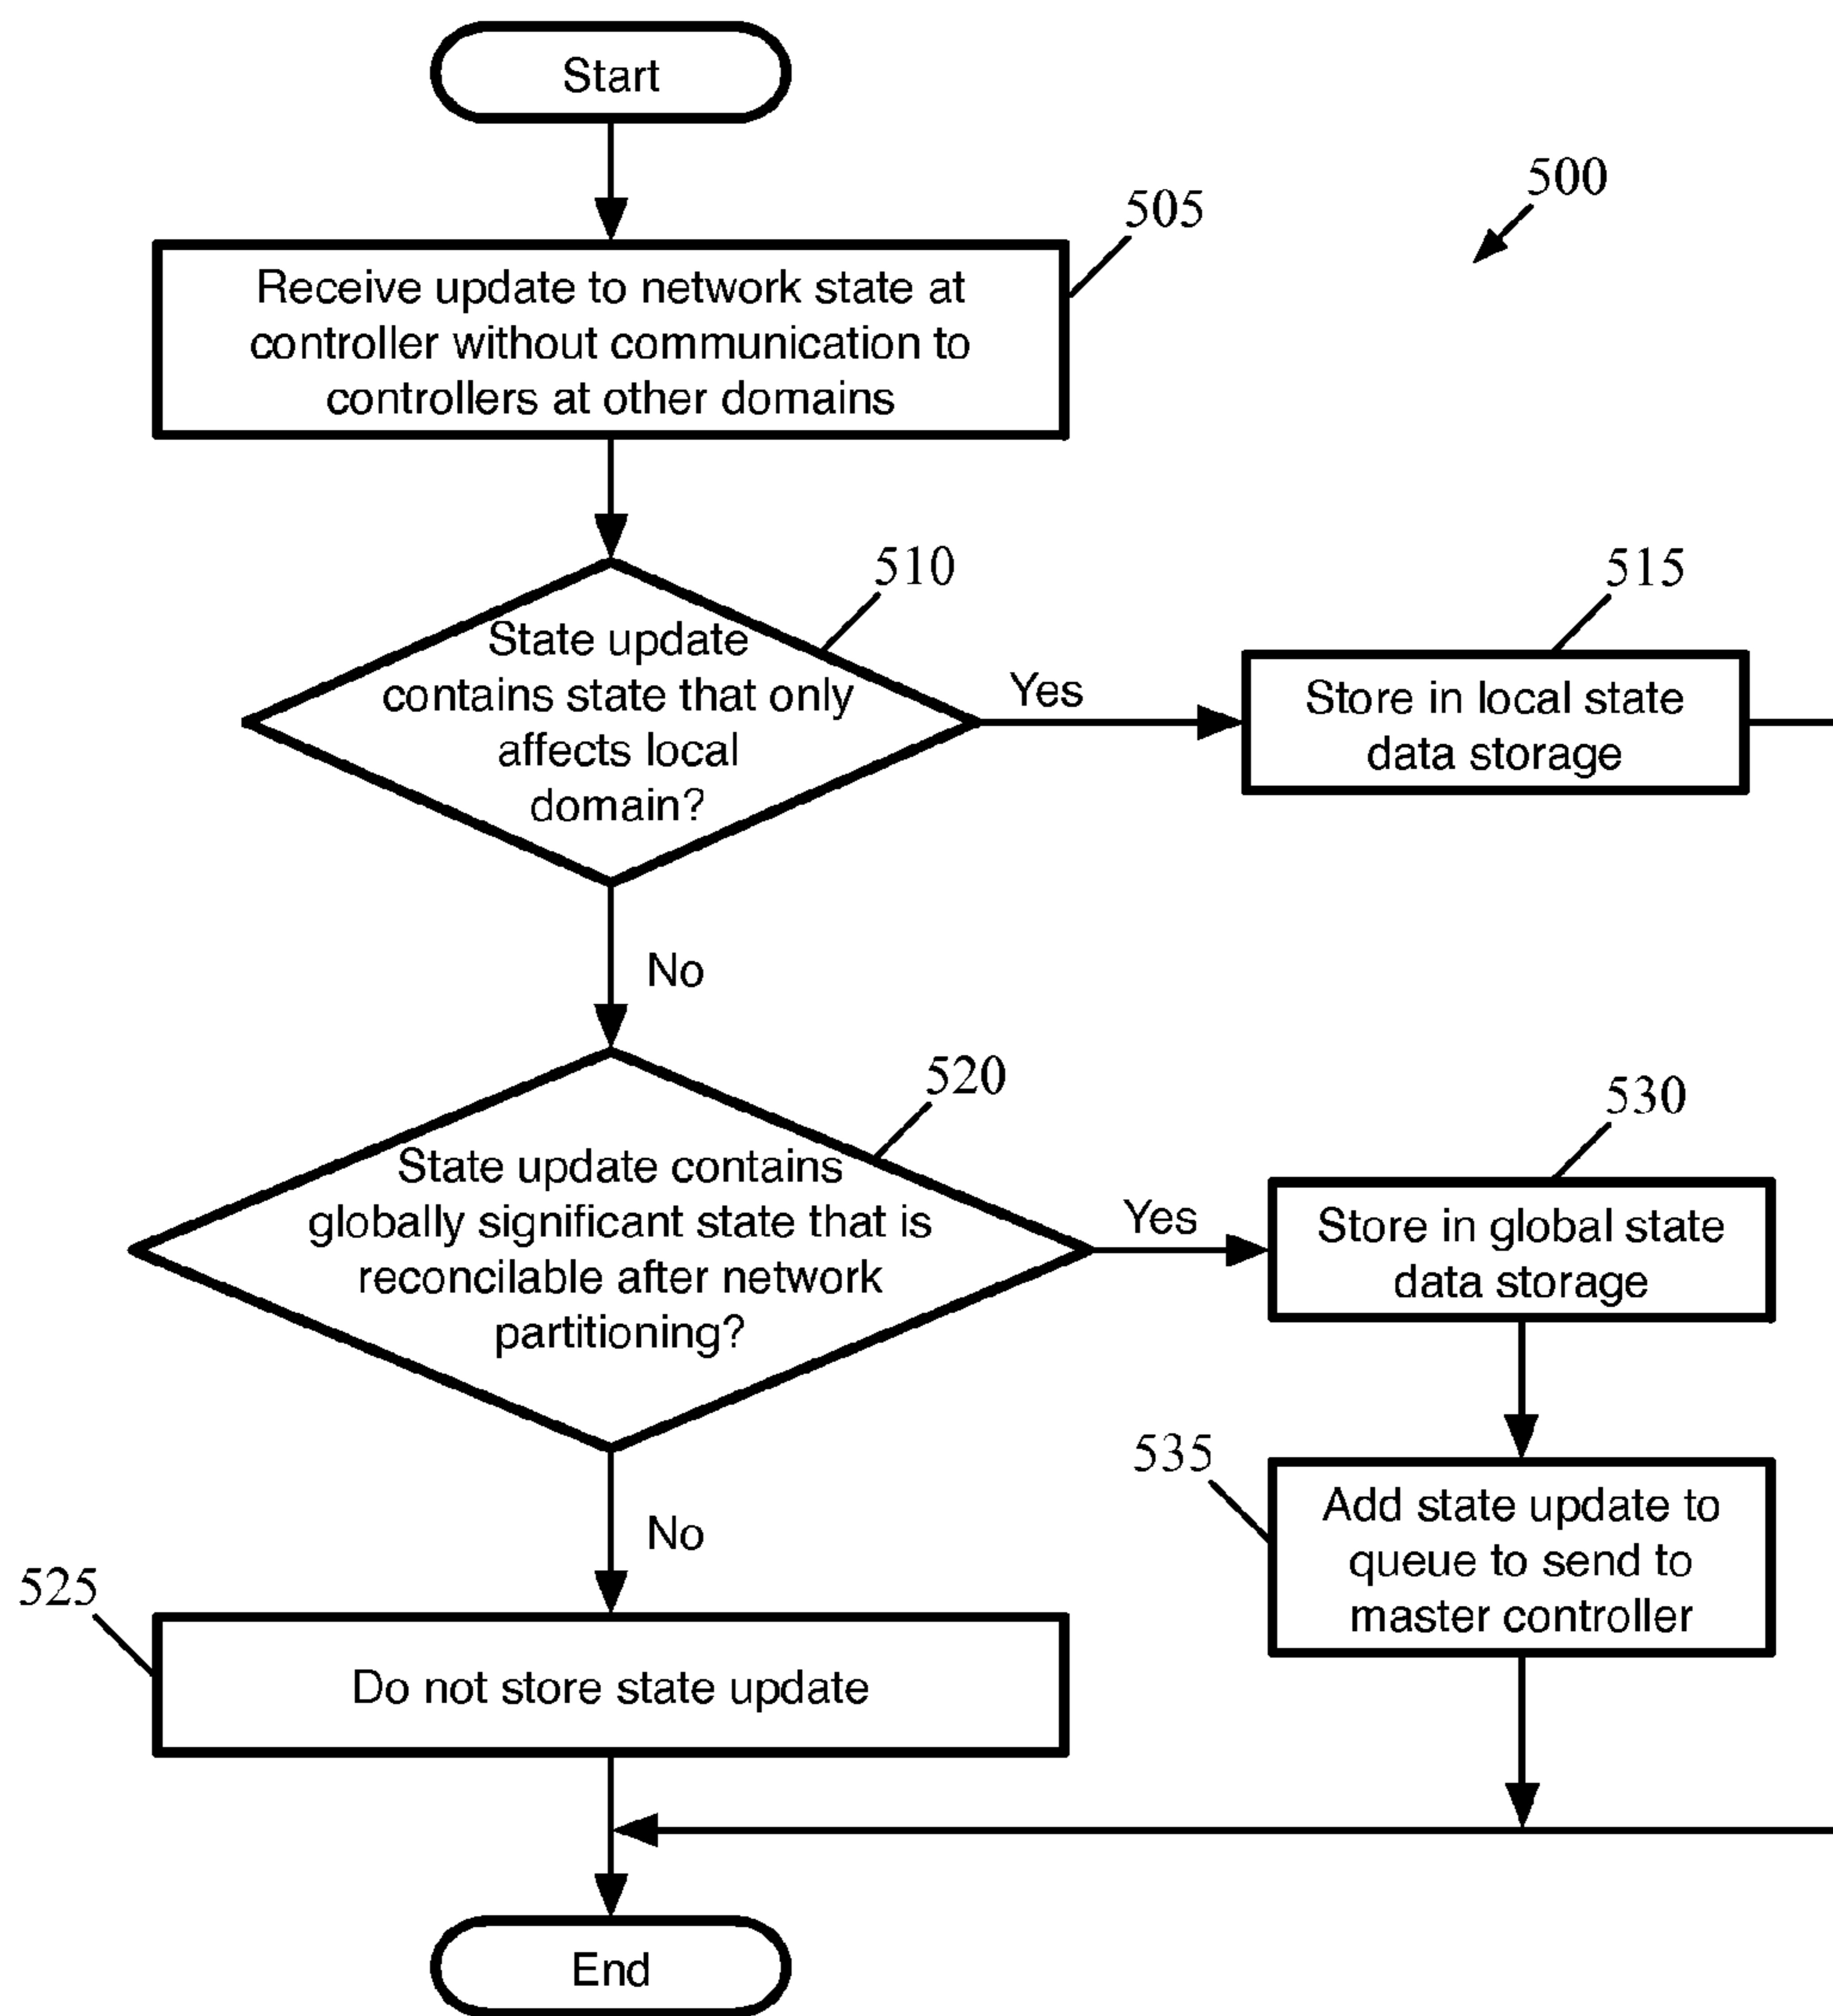 Start
500
505
Receive update to network state at
controller without communication to
controllers at other domains
510
State update
contains state that only
affects local
domain?
Yes
515
Store in local state
data storage
No
520
State update contains
globally significant state that is
reconcilable after network
partitioning?
Yes
530
Store in global state
data storage
535
Add state update to
queue to send to
master controller
No
525
Do not store state update
End